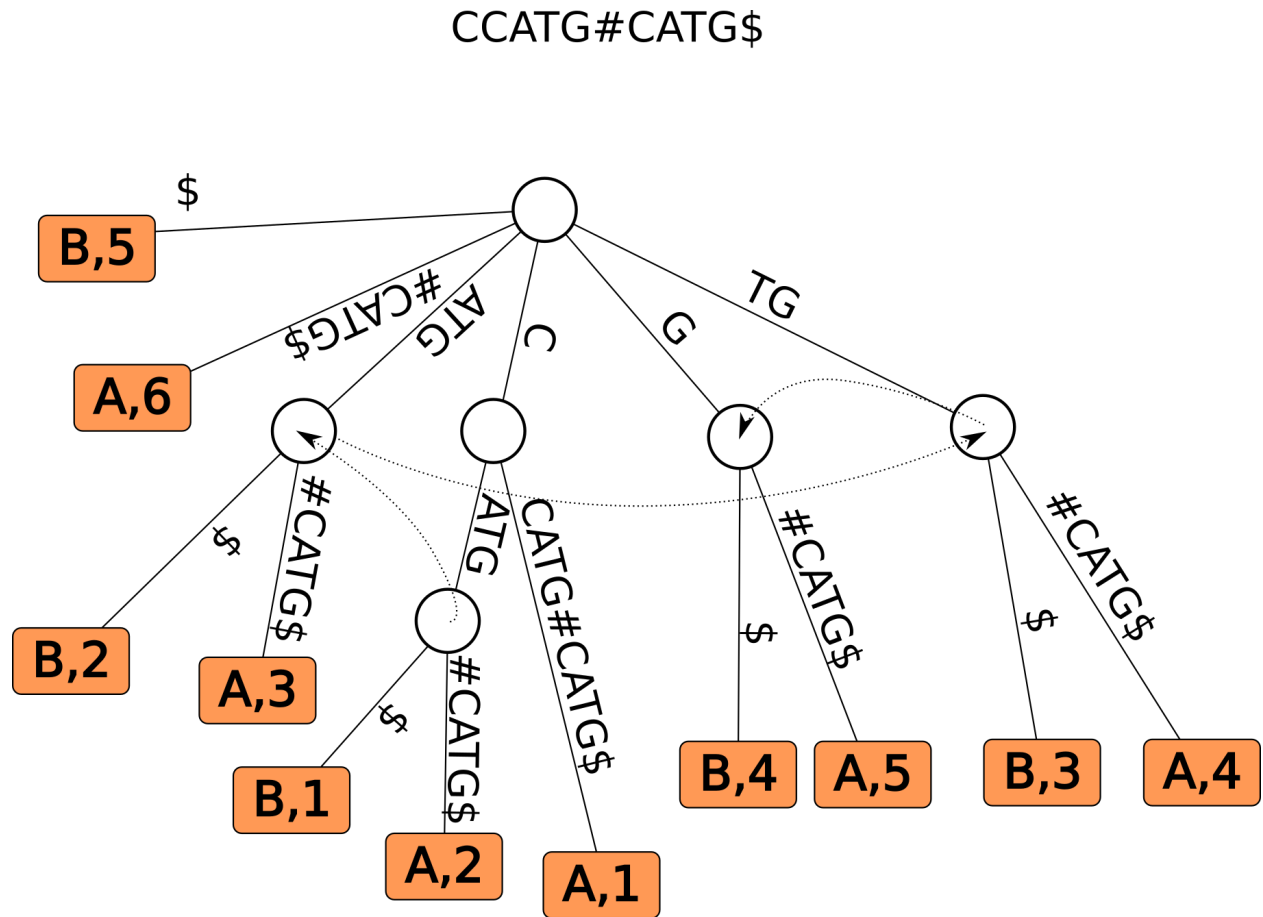 CCATG#CATG$
$
B,5
#CATG$
ATG
C
G
TG
A,6
$
#CATG$
ATG
CATG#CATG$
$
#CATG$
$
#CATG$
B,2
A,3
$
#CATG$
B,1
A,2
A,1
B,4
A,5
B,3
A,4